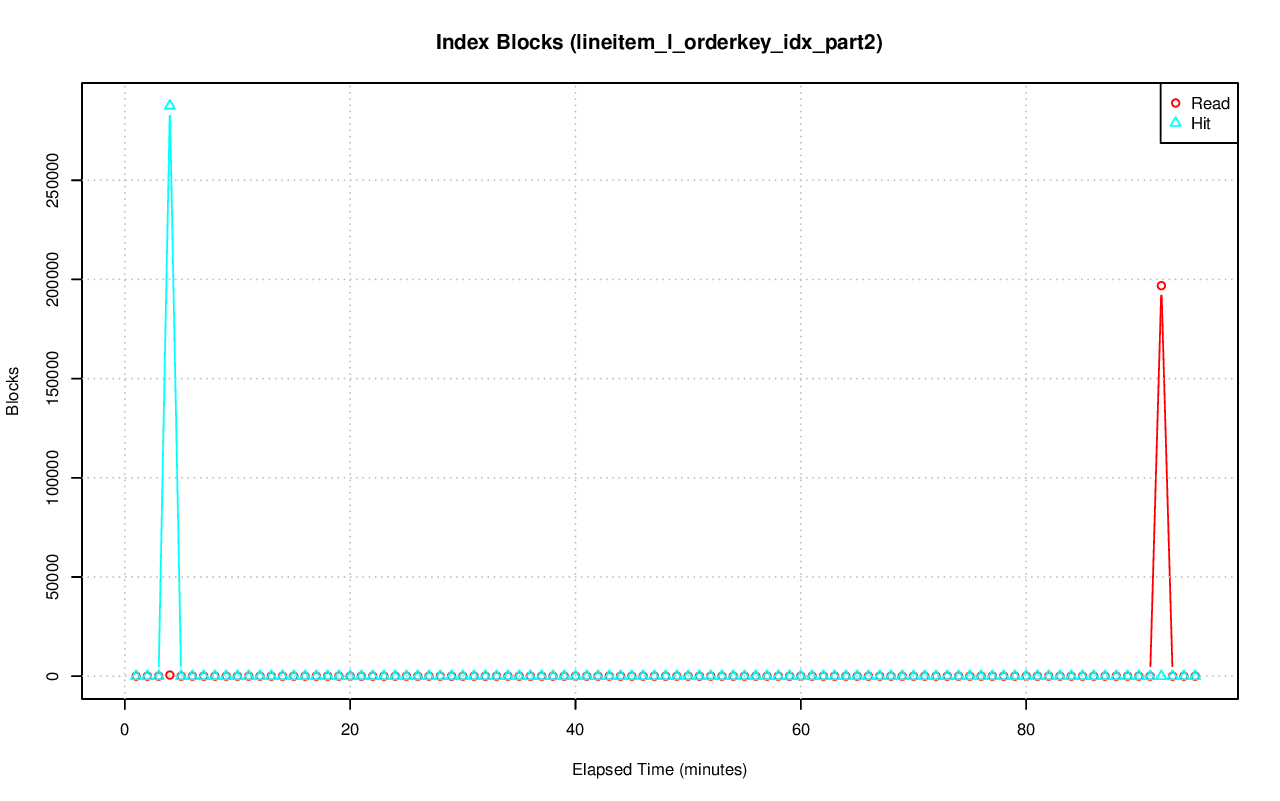 Index Blocks (lineitem_l_orderkey_idx_part2)
Read
Hit
250000
200000
150000
100000
50000
0
Blocks
0 20 40 60 80
Elapsed Time (minutes)